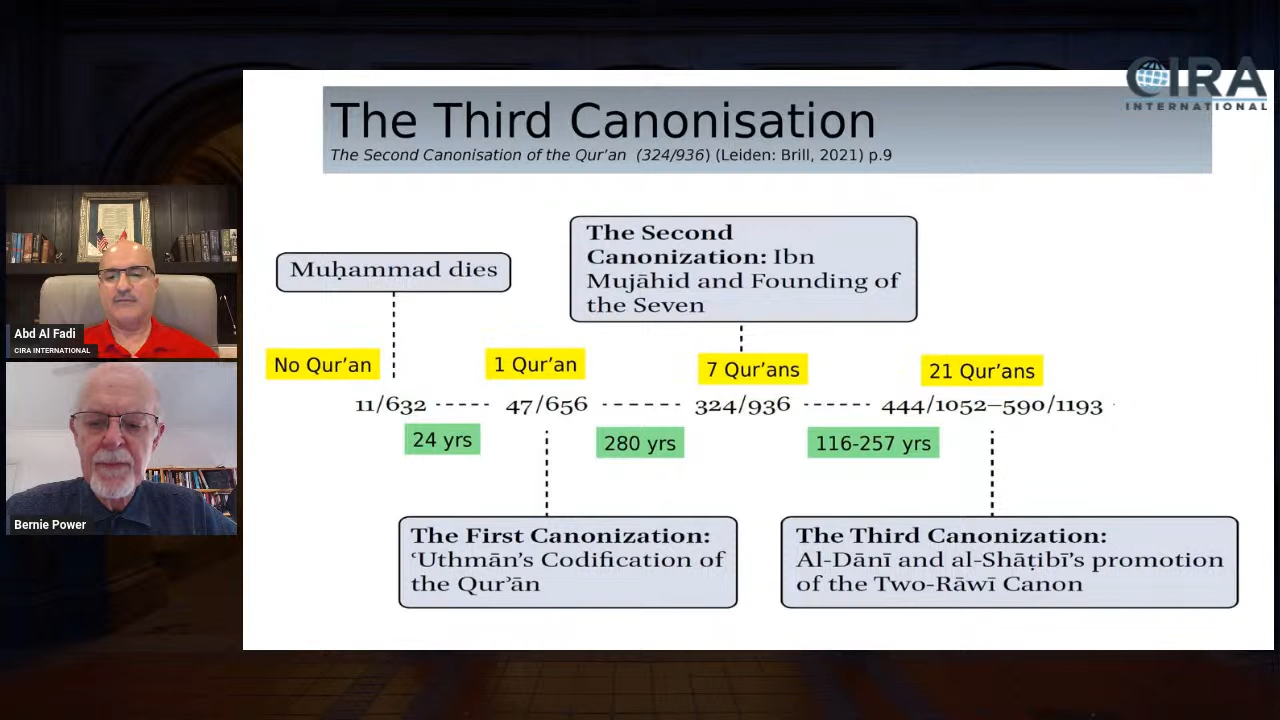 CIRA
INTERNATIONAL
The Third Canonisation
The Second Canonisation of the Qur’an (324/936) (Leiden: Brill, 2021) p.9
The Second
Canonization: Ibn
Mujāhid and Founding of
the Seven
Muḥammad dies
No Qur’an
1 Qur’an
7 Qur’ans
21 Qur’ans
11/632 ----- 47/656 ------- 324/936 ------ 444/1052–590/1193
24 yrs
280 yrs
116-257 yrs
The First Canonization:
ʿUthmān’s Codification of
the Qurʾān
The Third Canonization:
Al-Dānī and al-Shāṭibī’s promotion
of the Two-Rāwī Canon
Abd Al Fadi
CIRA INTERNATIONAL
Bernie Power